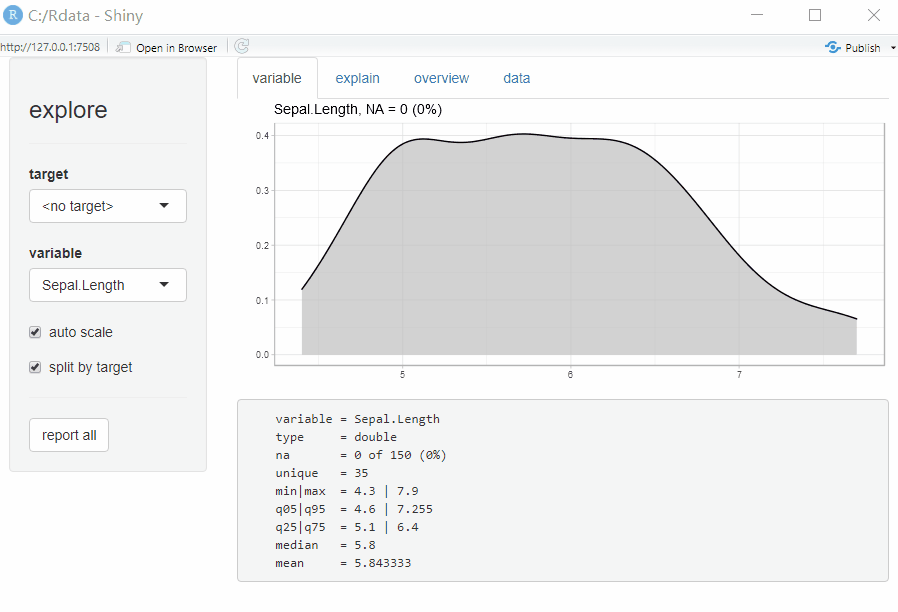 R C:/Rdata - Shiny
http://127.0.0.1:7508 Open in Browser Publish
explore
target
<no target>
variable
Sepal.Length
auto scale
split by target
report all
variable explain overview data
Sepal.Length, NA = 0 (0%)
0.4
0.3
0.2
0.1
0.0
5 6 7
variable = Sepal.Length
type     = double
na       = 0 of 150 (0%)
unique   = 35
min|max  = 4.3 | 7.9
q05|q95  = 4.6 | 7.255
q25|q75  = 5.1 | 6.4
median   = 5.8
mean     = 5.843333